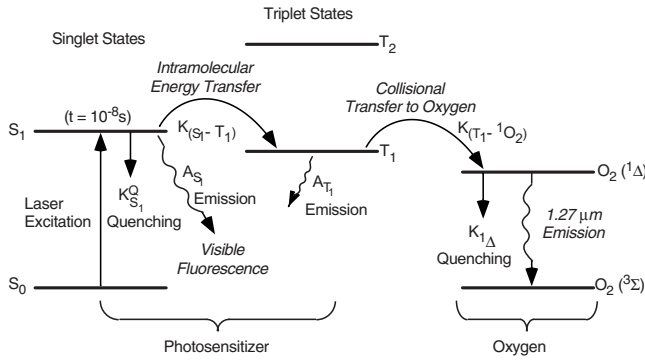 Singlet States
Triplet States
T2
Intramolecular
Energy Transfer
Collisional
Transfer to Oxygen
S1
(t = 10-8s)
K(S1- T1)
T1
K(T1- 1O2)
O2 (1Δ)
AS1
Emission
AT1
Emission
KQS1
Quenching
Laser
Excitation
Visible
Fluorescence
K1Δ
Quenching
1.27 μm
Emission
S0
O2 (3Σ)
Photosensitizer
Oxygen